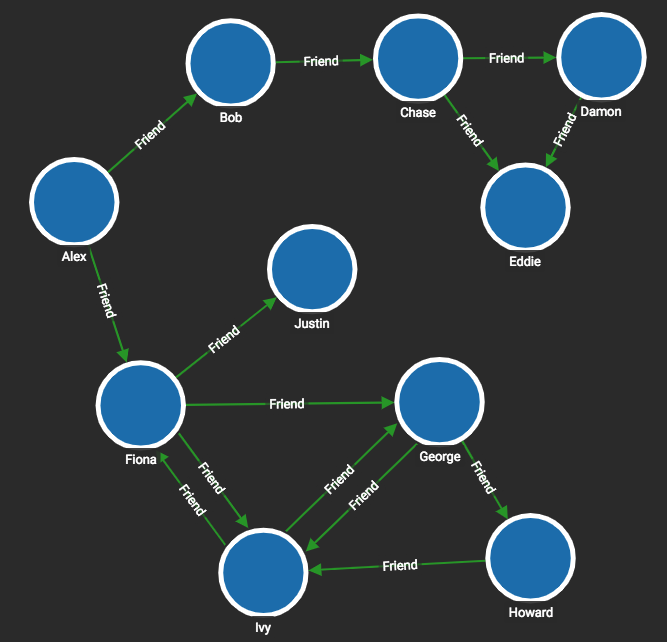 Friend
Friend
Bob
Chase
Damon
Friend
Friend
Friend
Alex
Eddie
Friend
Justin
Friend
Friend
Fiona
George
Friend
Friend
Friend
Friend
Friend
Friend
Howard
Ivy